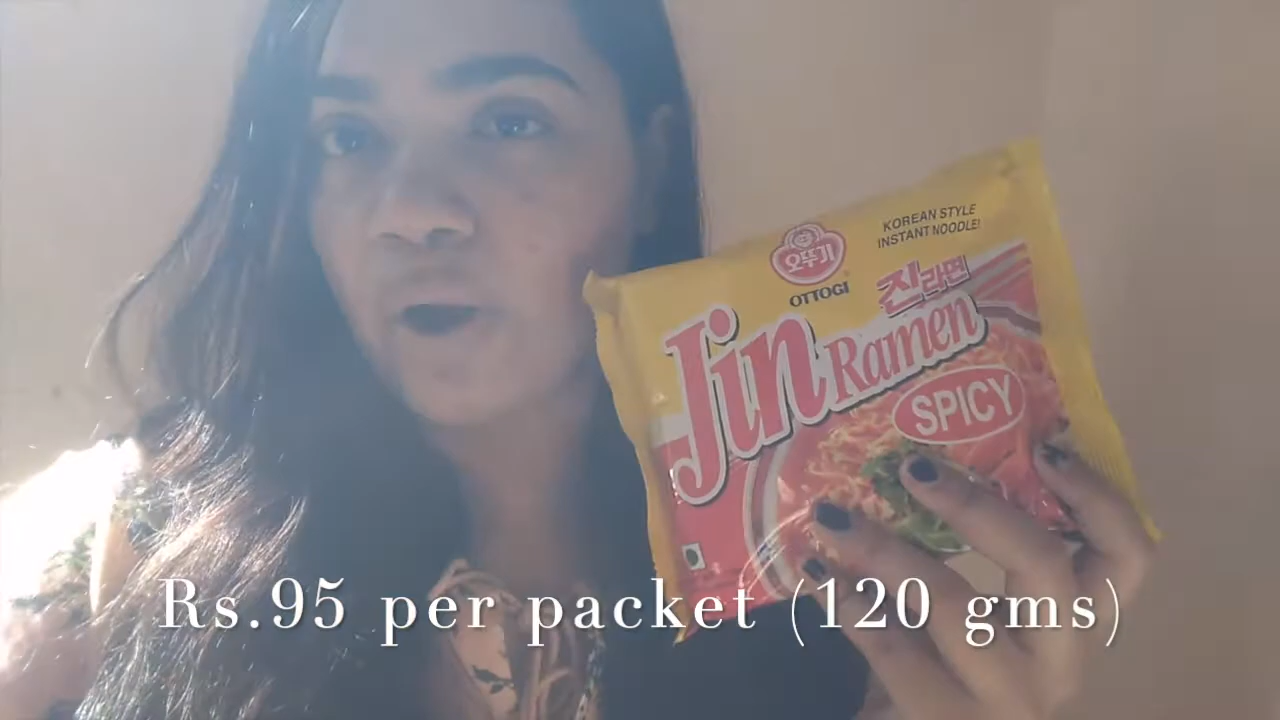 KOREAN STYLE
INSTANT NOODLE!
오뚜기
OTTOGI
진라면
Jin Ramen
SPICY
Rs.95 per packet (120 gms)